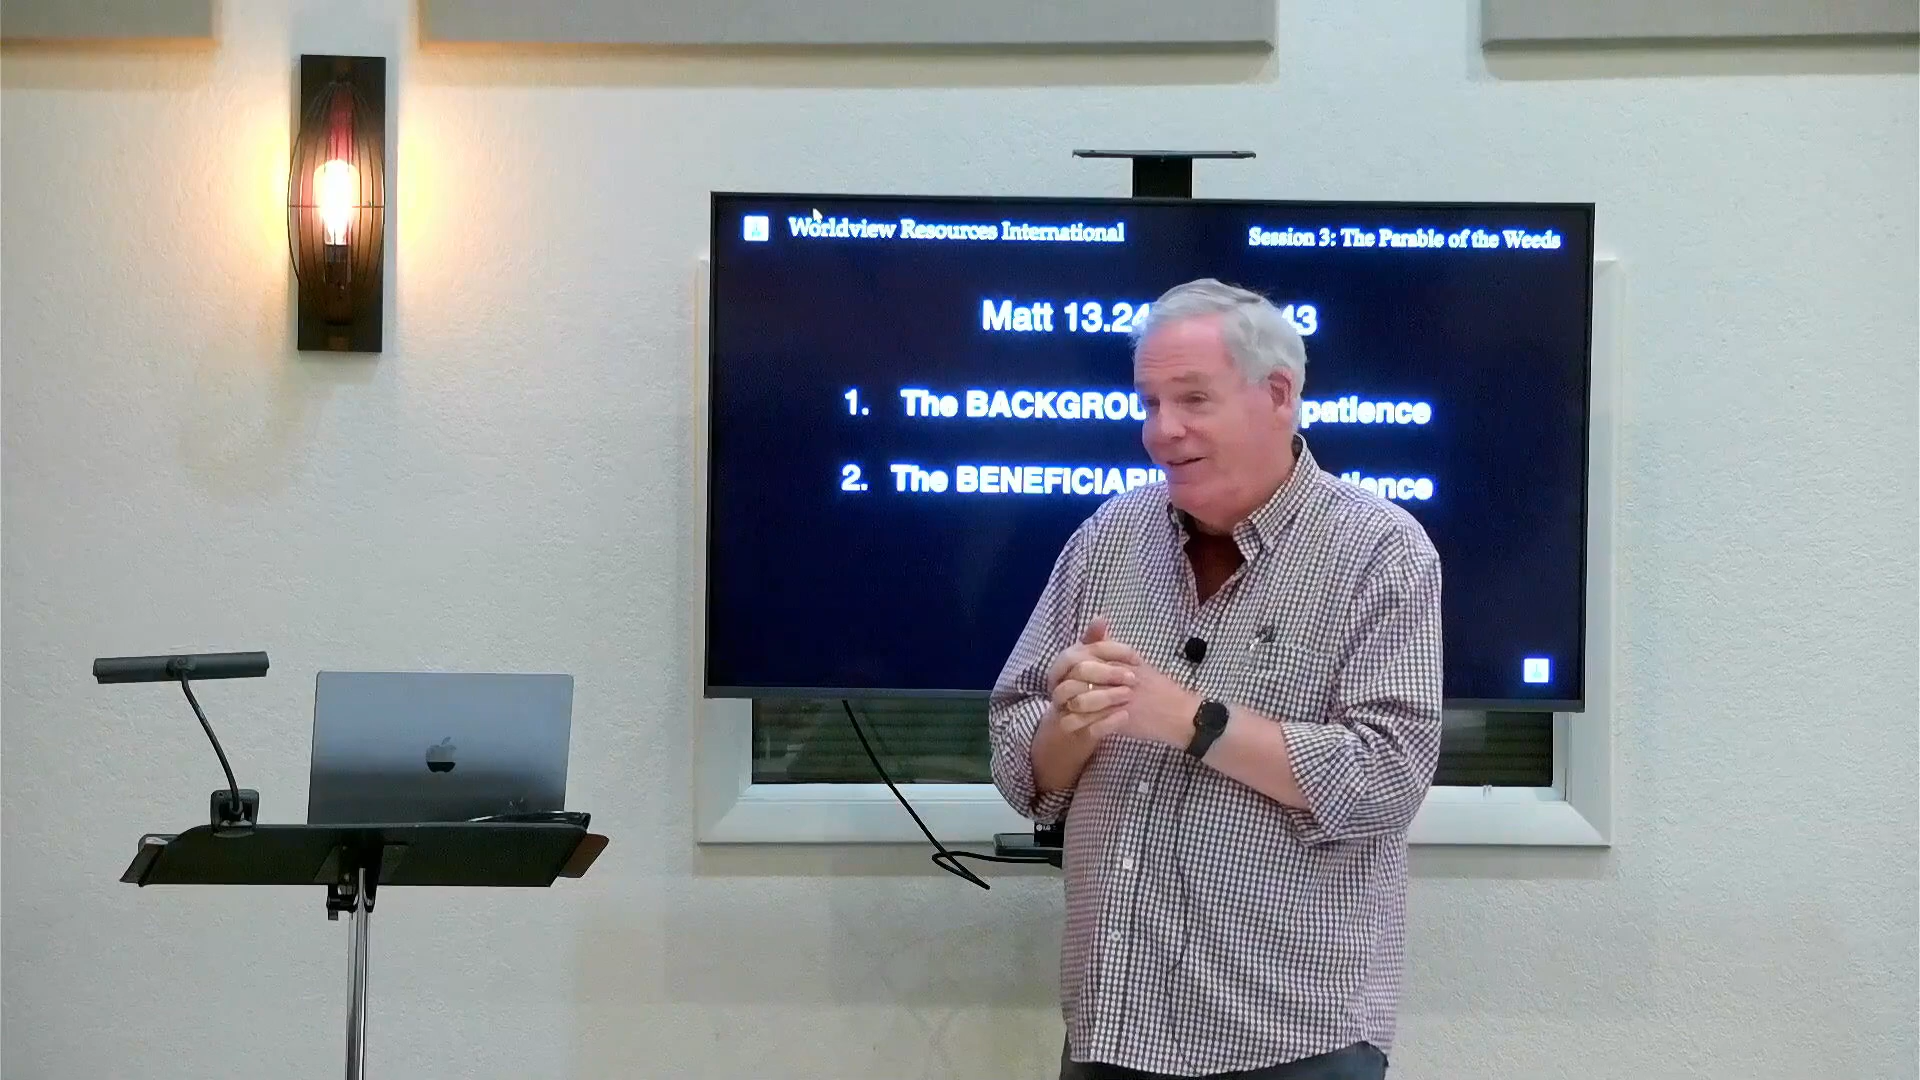 Worldview Resources International
Session 3: The Parable of the Weeds
Matt 13.24 43
1. The BACKGROU patience
2. The BENEFICIARI tience
LG